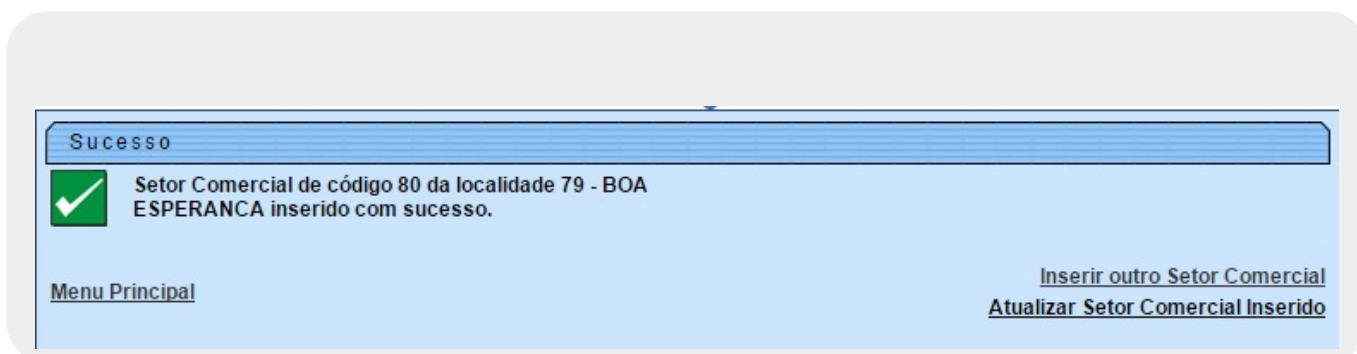 Sucesso
Setor Comercial de código 80 da localidade 79 - BOA
ESPERANCA inserido com sucesso.
Inserir outro Setor Comercial
Menu Principal
Atualizar Setor Comercial Inserido